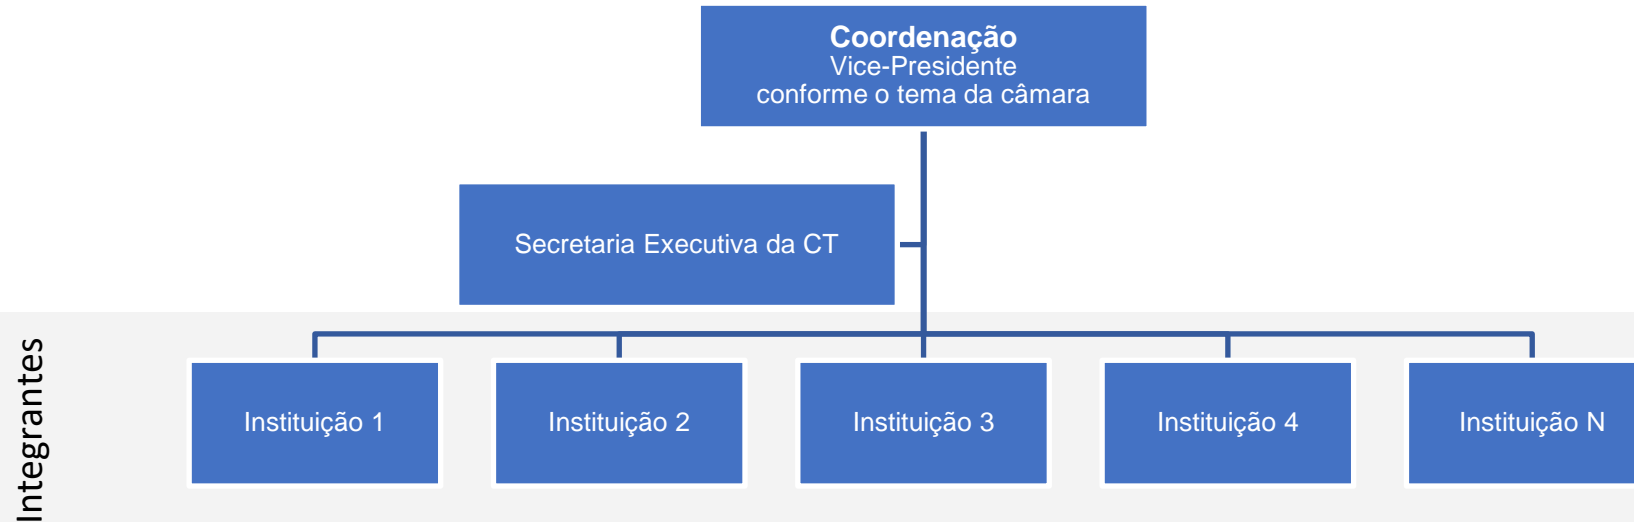 Coordenação
Vice-Presidente
conforme o tema da câmara
Secretaria Executiva da CT
Integrantes
Instituição 1
Instituição 2
Instituição 3
Instituição 4
Instituição N